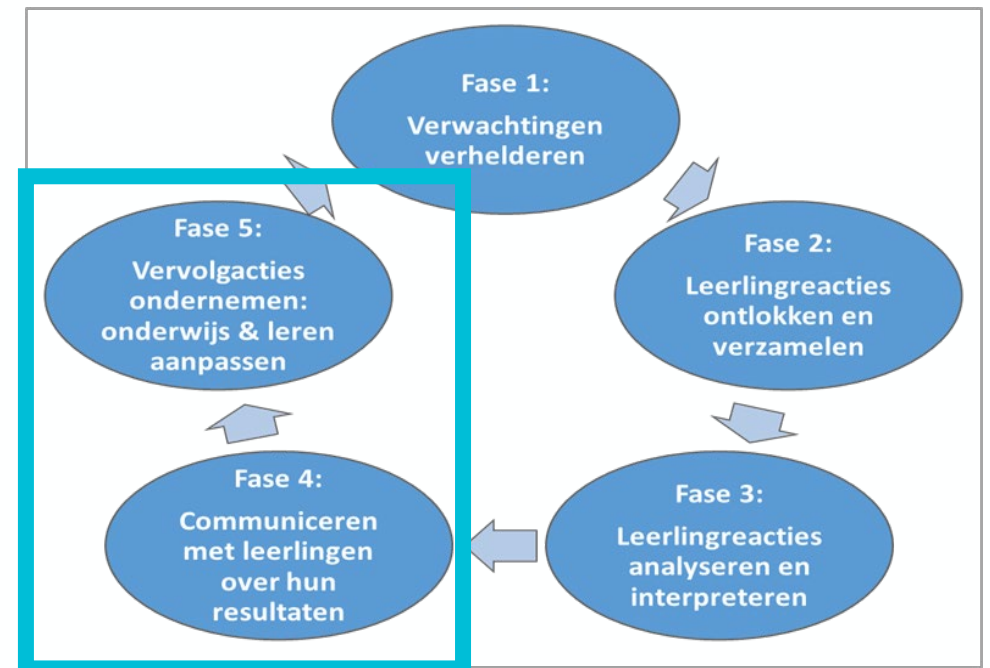 Fase 1:
Verwachtingen
verhelderen
Fase 2:
Leerlingreacties
ontlokken en
verzamelen
Fase 3:
Leerlingreacties
analyseren en
interpreteren
Fase 4:
Communiceren
met leerlingen
over hun
resultaten
Fase 5:
Vervolgacties
ondernemen:
onderwijs & leren
aanpassen